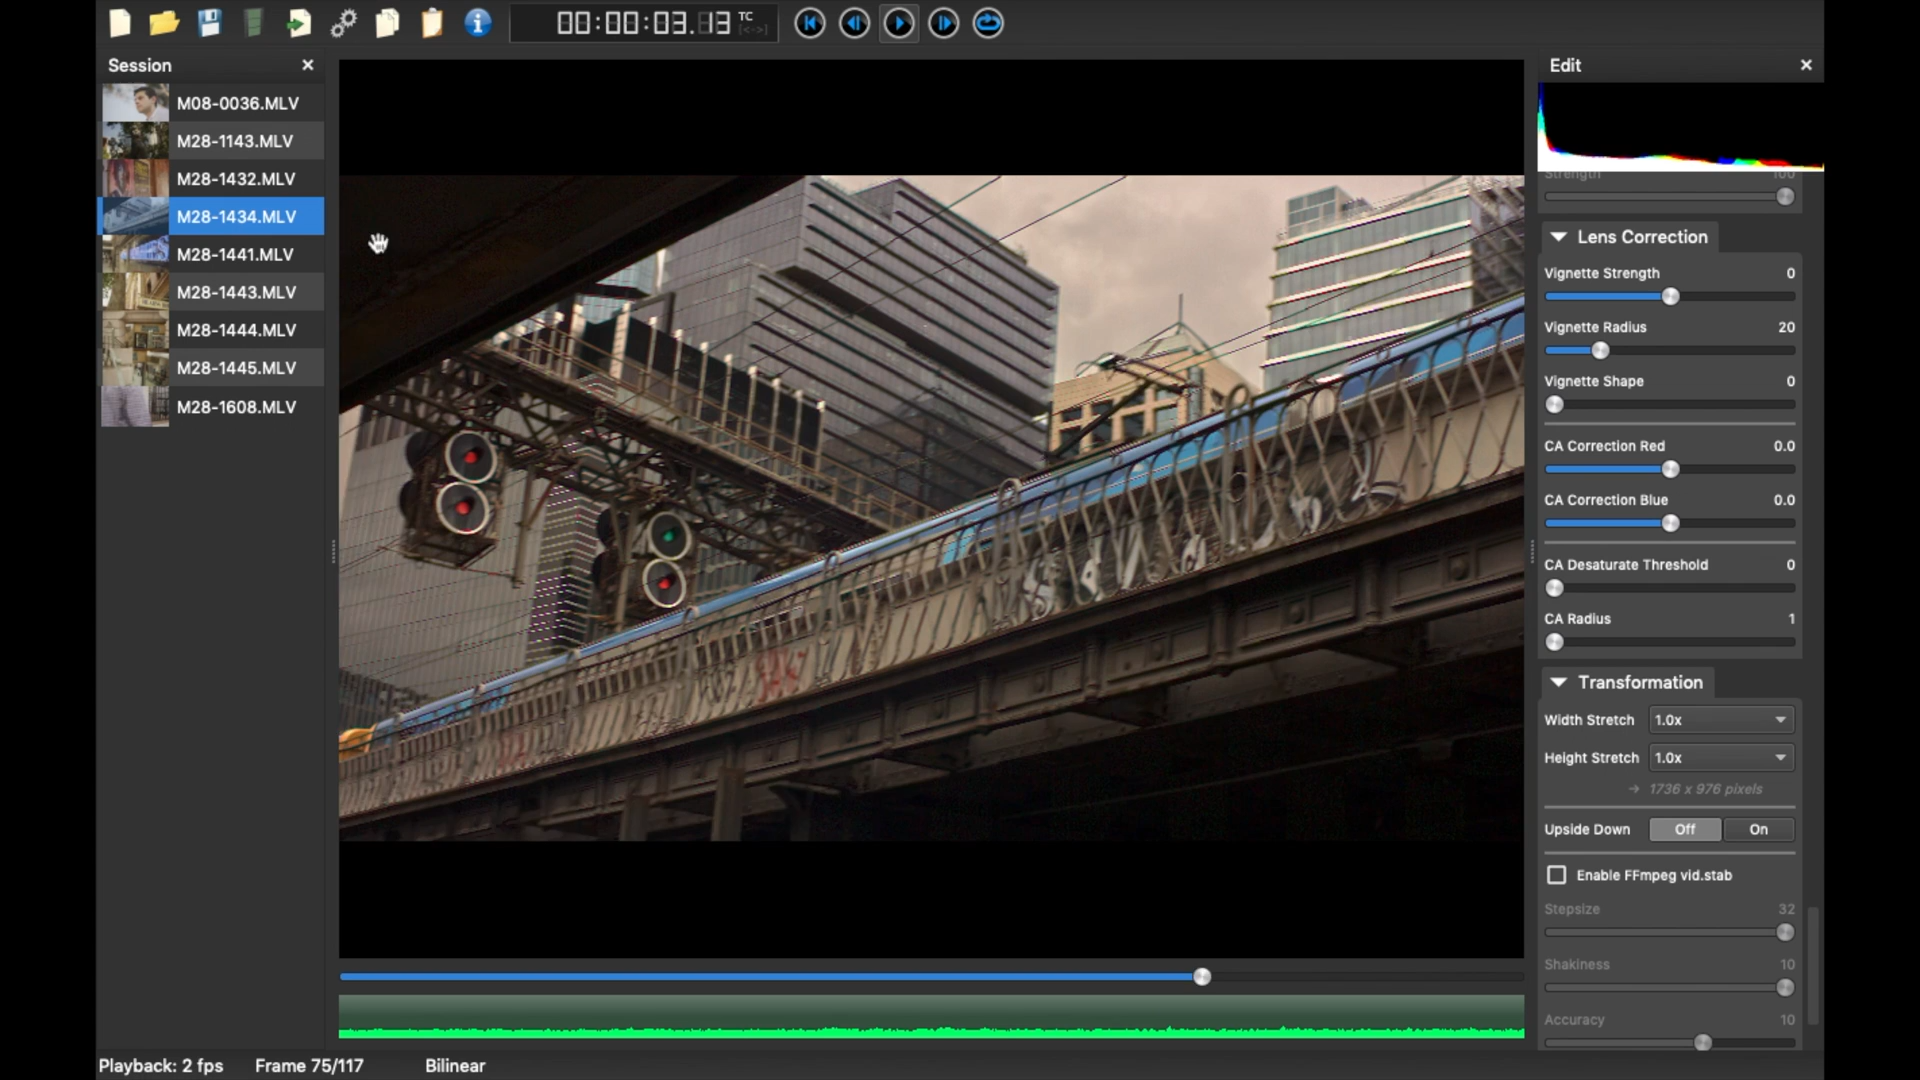 00:00:03.13 TC
[<->]
Session
M08-0036.MLV
M28-1143.MLV
M28-1432.MLV
M28-1434.MLV
M28-1441.MLV
M28-1443.MLV
M28-1444.MLV
M28-1445.MLV
M28-1608.MLV
Edit
Strength 100
Lens Correction
Vignette Strength 0
Vignette Radius 20
Vignette Shape 0
CA Correction Red 0.0
CA Correction Blue 0.0
CA Desaturate Threshold 0
CA Radius 1
Transformation
Width Stretch 1.0x
Height Stretch 1.0x
→ 1736 x 976 pixels
Upside Down Off On
Enable FFmpeg vid.stab
Stepsize 32
Shakiness 10
Accuracy 10
Playback: 2 fps Frame 75/117 Bilinear